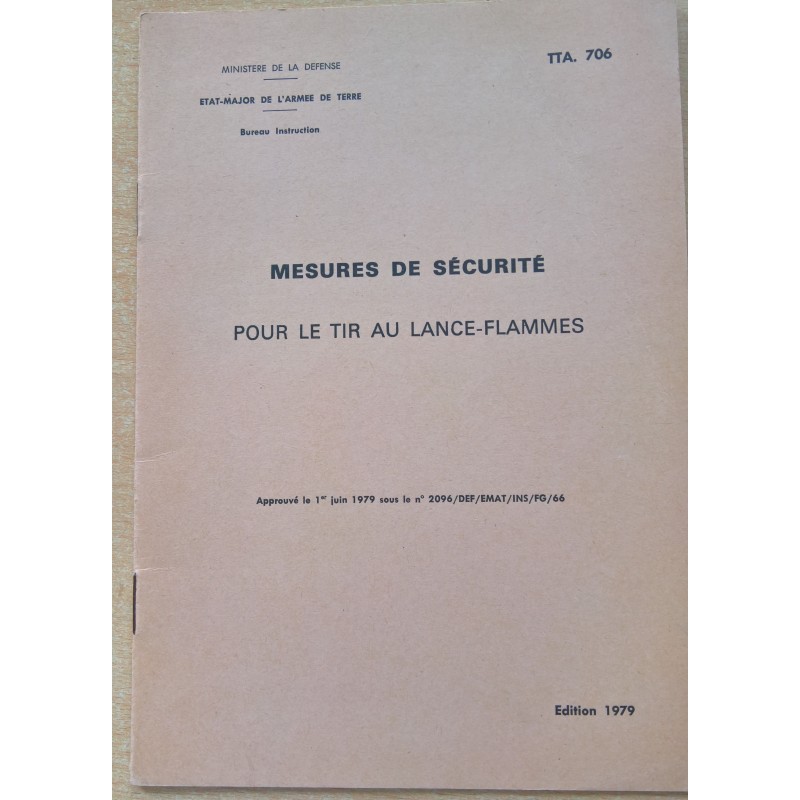 MINISTERE DE LA DEFENSE
TTA. 706
ETAT-MAJOR DE L'ARMEE DE TERRE
Bureau Instruction
MESURES DE SÉCURITÉ
POUR LE TIR AU LANCE-FLAMMES
Approuvé le 1er juin 1979 sous le n° 2096/DEF/EMAT/INS/FG/66
Edition 1979